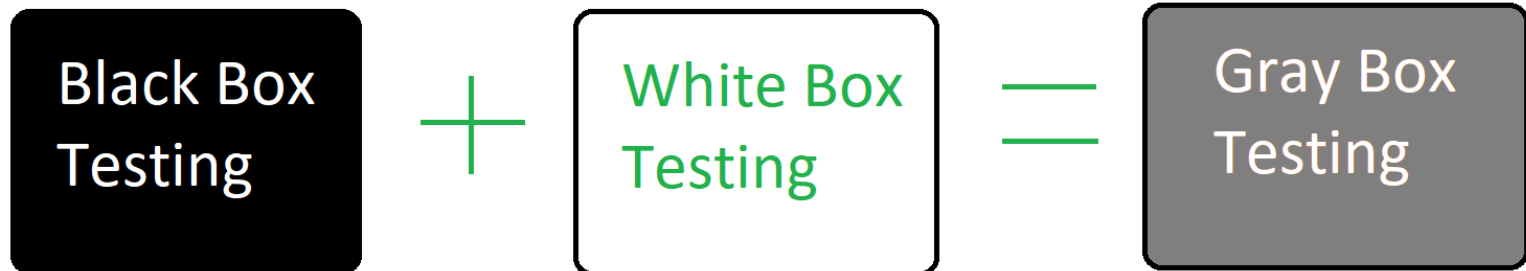 Black Box
Testing
+
White Box
Testing
=
Gray Box
Testing